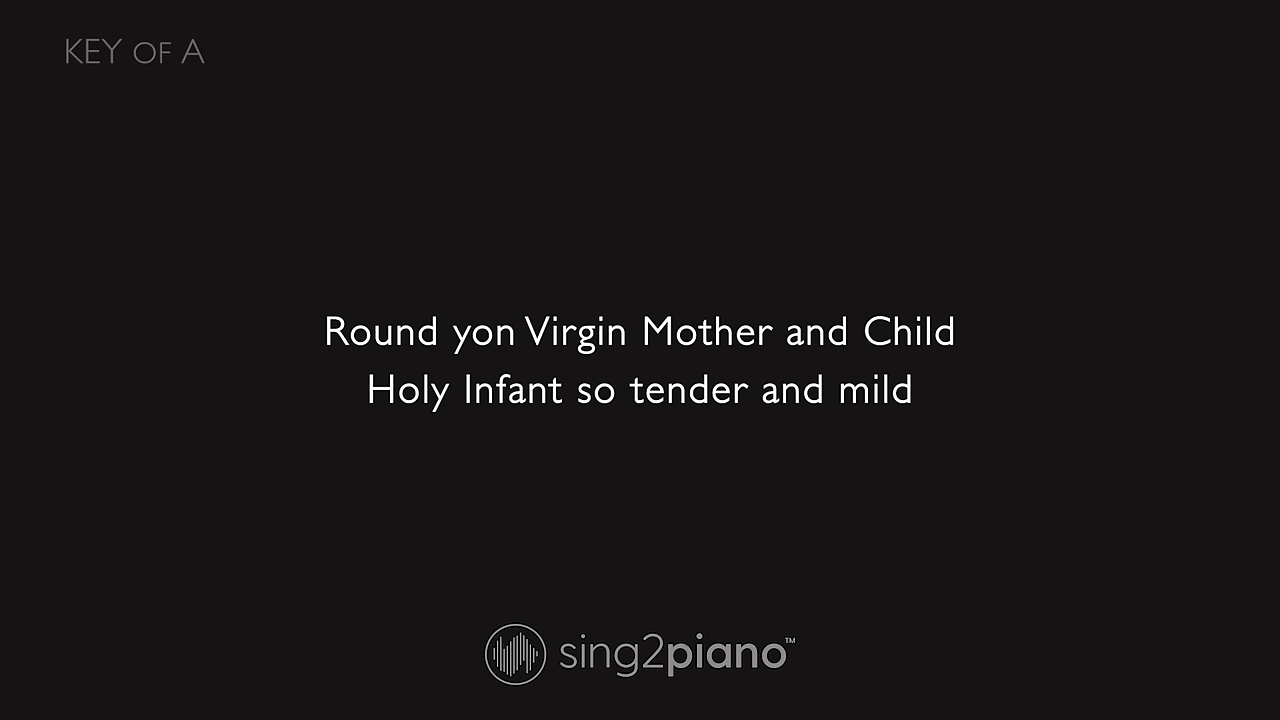 KEY OF A
Round yon Virgin Mother and Child
Holy Infant so tender and mild
sing2piano™